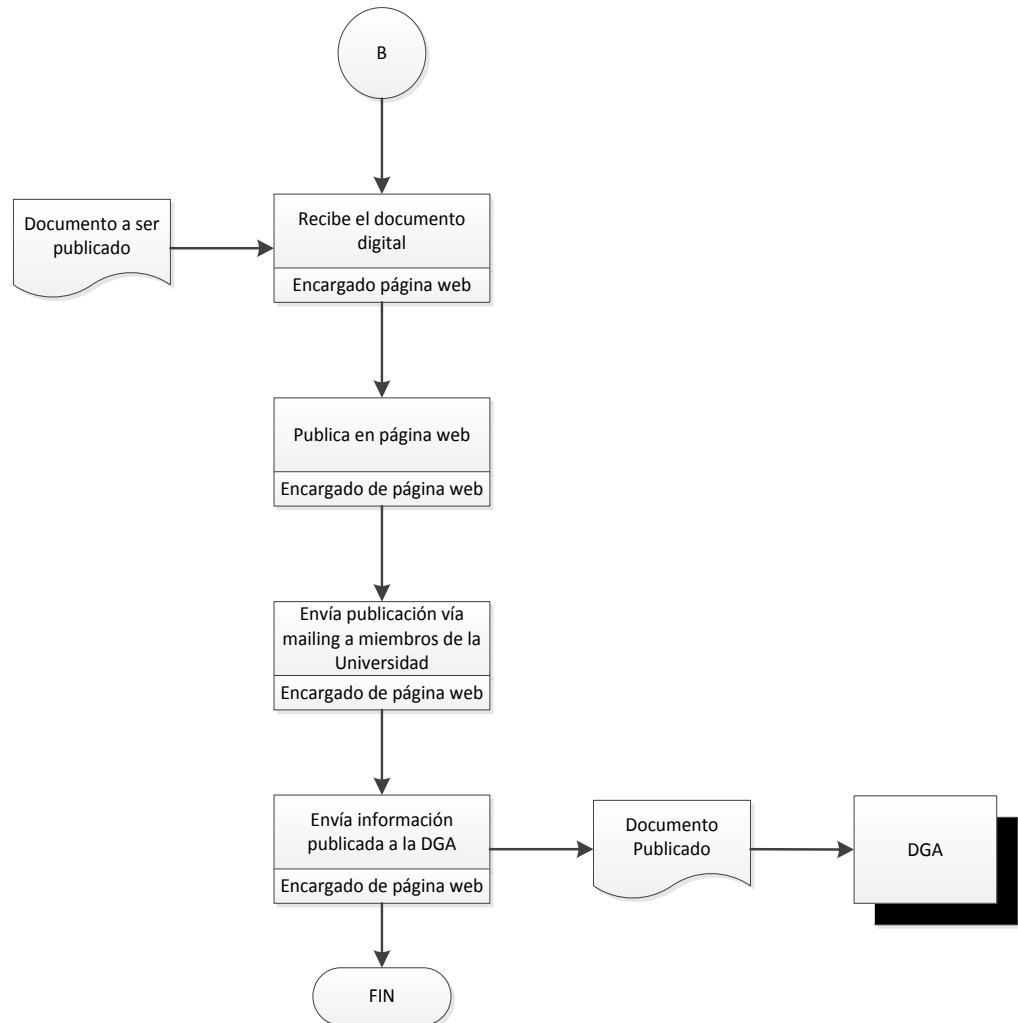 B
Documento a ser
publicado
Recibe el documento
digital
Encargado página web
Publica en página web
Encargado de página web
Envía publicación vía
mailing a miembros de la
Universidad
Encargado de página web
Envía información
publicada a la DGA
Encargado de página web
Documento
Publicado
DGA
FIN